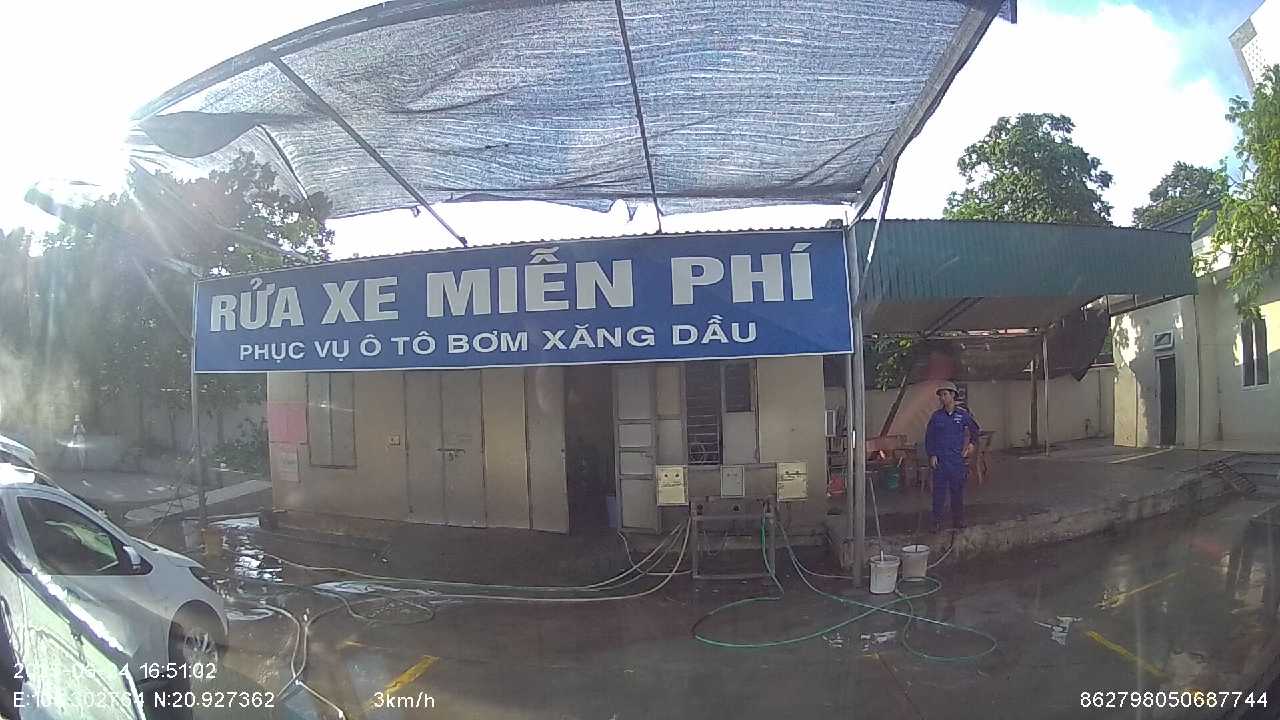 RỬA XE MIỄN PHÍ
PHỤC VỤ Ô TÔ BƠM XĂNG DẦU
16:51:02
N:20.927362 3km/h 862798050687744